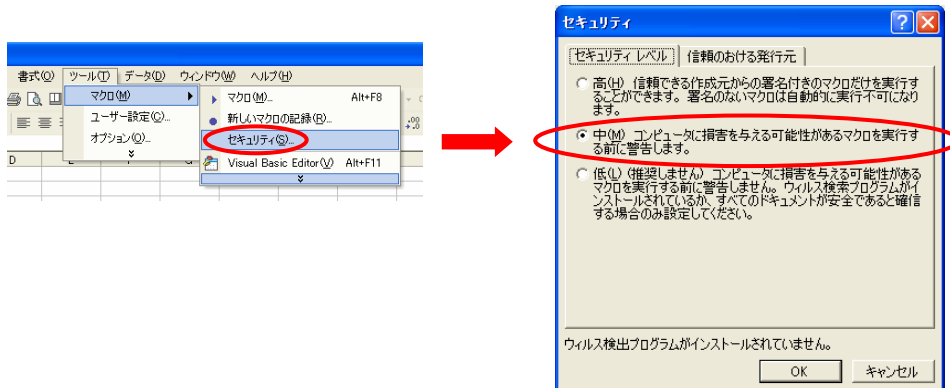 書式(O) ツール(T) データ(D) ウィンドウ(W) ヘルプ(H)
マクロ(M)
ユーザー設定(C)...
オプション(O)...
マクロ(M)... Alt+F8
新しいマクロの記録(R)...
セキュリティ(S)...
Visual Basic Editor(V) Alt+F11
D
セキュリティ
セキュリティ レベル 信頼のおける発行元
高(H) 信頼できる作成元からの署名付きのマクロだけを実行す
ることができます。署名のないマクロは自動的に実行不可になり
ます。
中(M) コンピュータに損害を与える可能性があるマクロを実行す
る前に警告します。
低(L) (推奨しません) コンピュータに損害を与える可能性がある
マクロを実行する前に警告しません。ウィルス検索プログラムがイ
ンストールされているか、すべてのドキュメントが安全であると確信
する場合のみ設定してください。
ウィルス検出プログラムがインストールされていません。
OK キャンセル